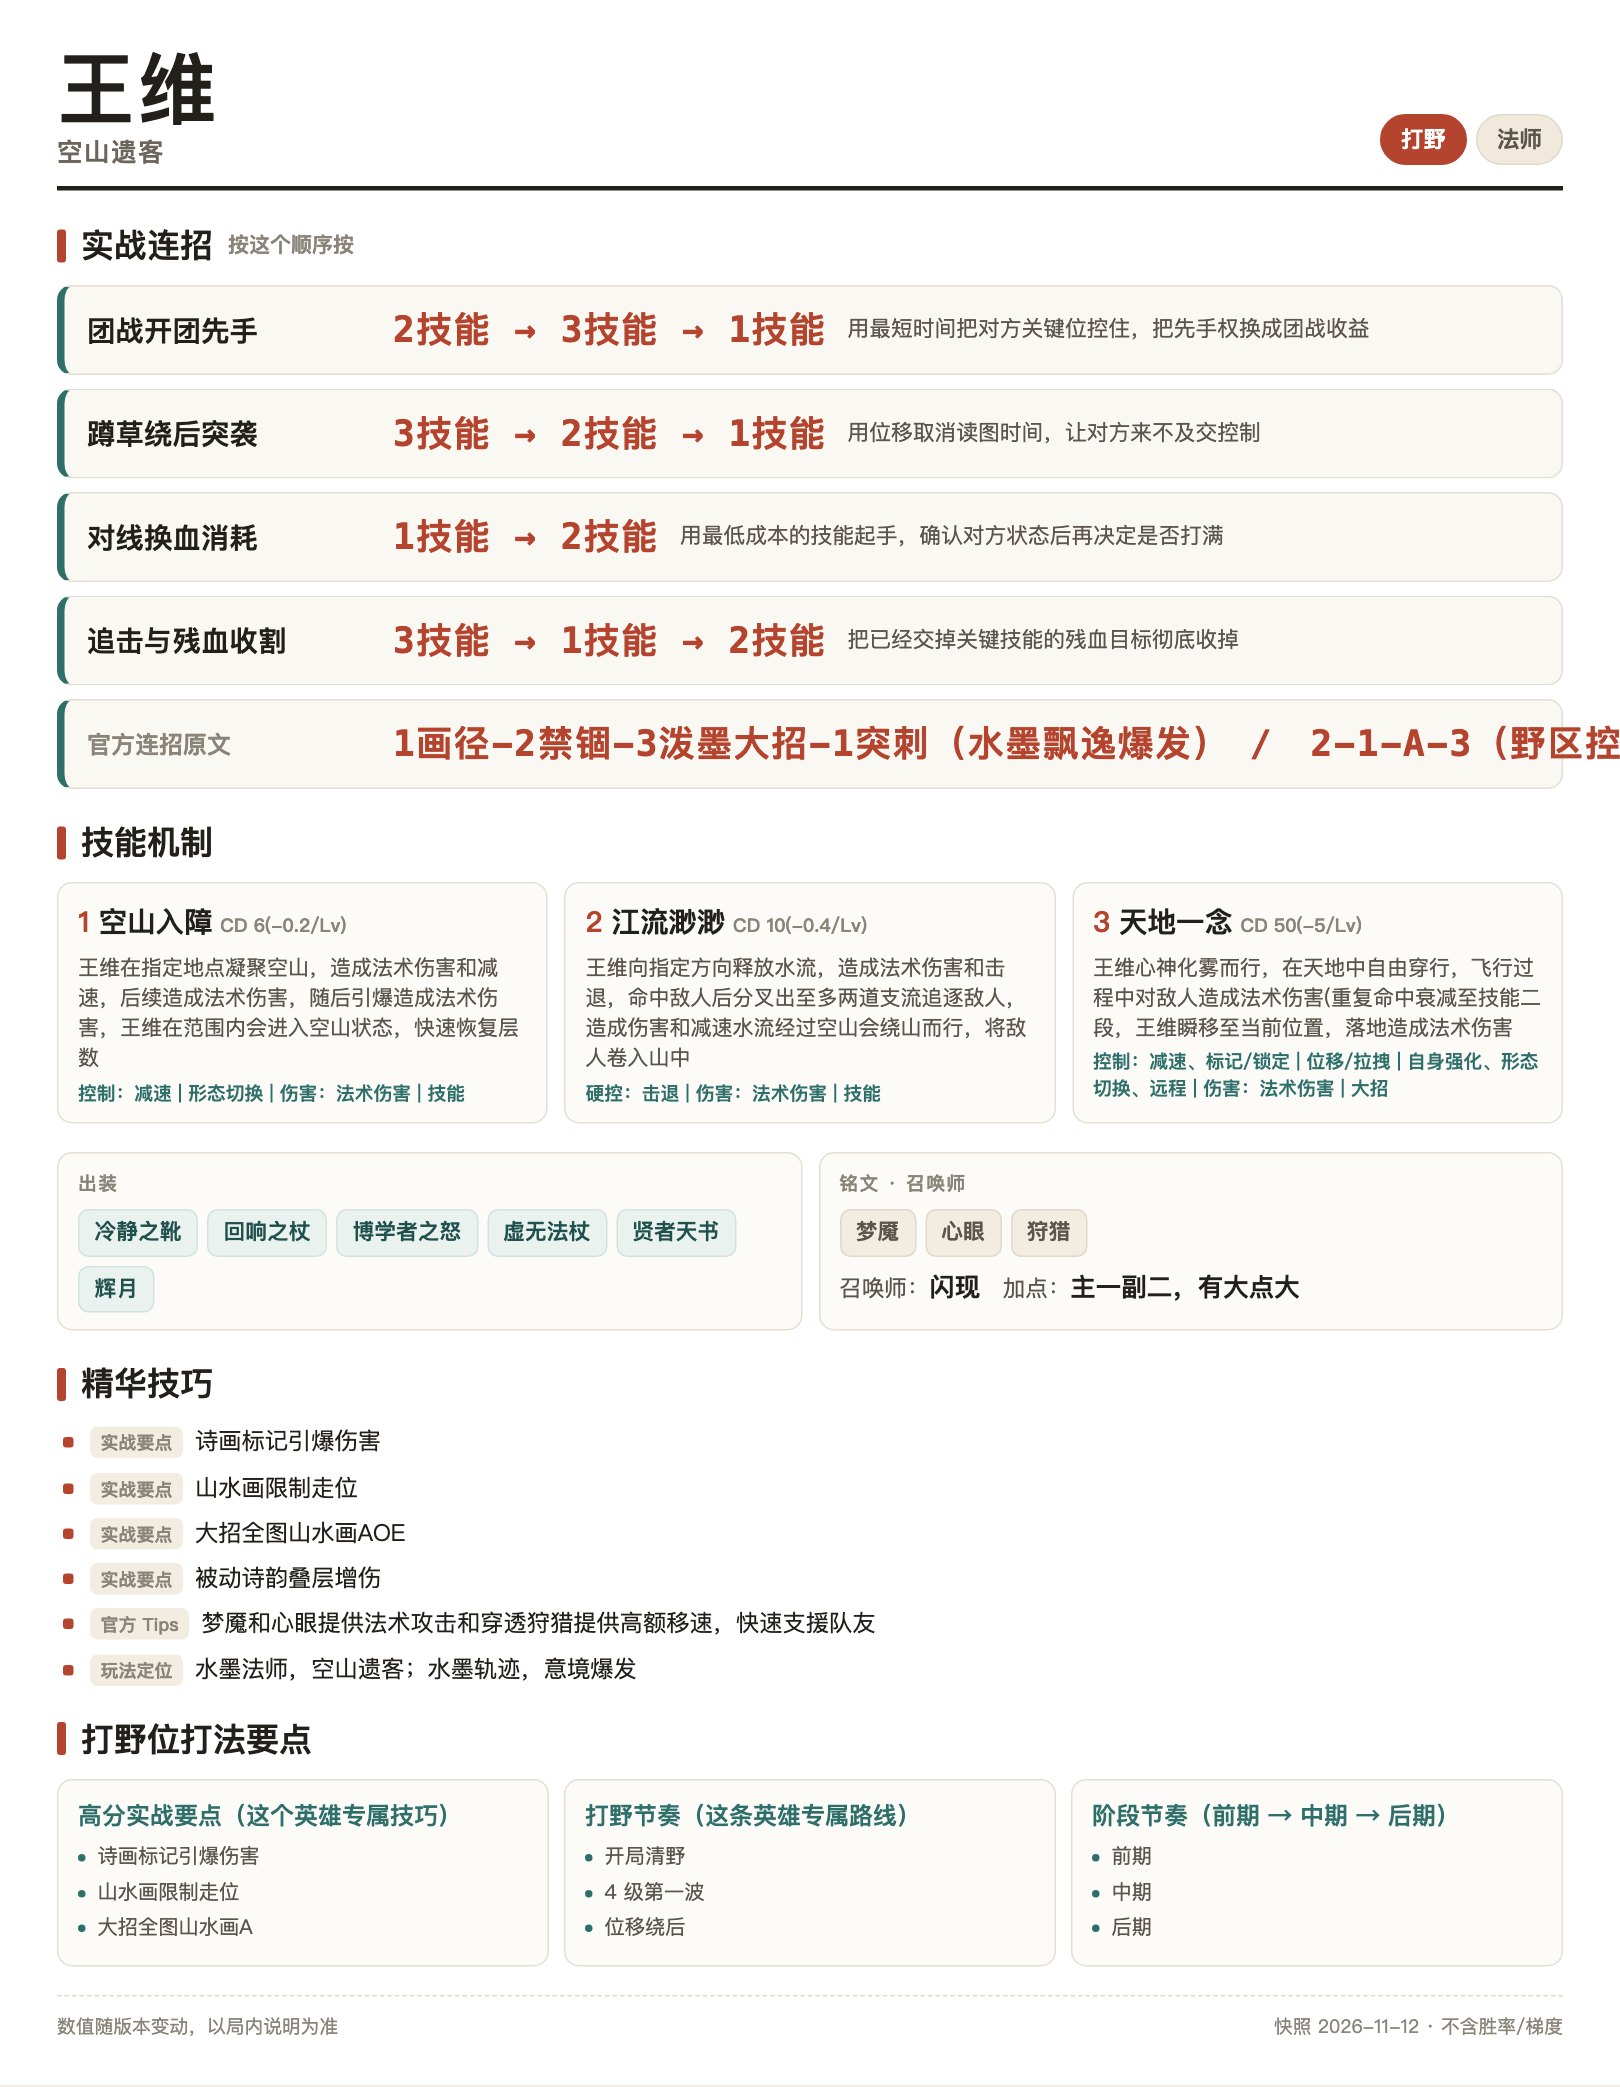 王维
空山遗客
打野 法师
实战连招 按这个顺序按
团战开团先手 2技能 → 3技能 → 1技能 用最短时间把对方关键位控住，把先手权换成团战收益
蹲草绕后突袭 3技能 → 2技能 → 1技能 用位移取消读图时间，让对方来不及交控制
对线换血消耗 1技能 → 2技能 用最低成本的技能起手，确认对方状态后再决定是否打满
追击与残血收割 3技能 → 1技能 → 2技能 把已经交掉关键技能的残血目标彻底收掉
官方连招原文 1画径-2禁锢-3泼墨大招-1突刺（水墨飘逸爆发） / 2-1-A-3（野区控
技能机制
1 空山入障 CD 6(-0.2/Lv)
王维在指定地点凝聚空山，造成法术伤害和减
速，后续造成法术伤害，随后引爆造成法术伤
害，王维在范围内会进入空山状态，快速恢复层
数
控制：减速 | 形态切换 | 伤害：法术伤害 | 技能
2 江流渺渺 CD 10(-0.4/Lv)
王维向指定方向释放水流，造成法术伤害和击
退，命中敌人后分叉出至多两道支流追逐敌人，
造成伤害和减速水流经过空山会绕山而行，将敌
人卷入山中
硬控：击退 | 伤害：法术伤害 | 技能
3 天地一念 CD 50(-5/Lv)
王维心神化雾而行，在天地中自由穿行，飞行过
程中对敌人造成法术伤害(重复命中衰减至技能二
段，王维瞬移至当前位置，落地造成法术伤害
控制：减速、标记/锁定 | 位移/拉拽 | 自身强化、形态
切换、远程 | 伤害：法术伤害 | 大招
出装
冷静之靴 回响之杖 博学者之怒 虚无法杖 贤者天书
辉月
铭文 · 召唤师
梦魇 心眼 狩猎
召唤师：闪现 加点：主一副二，有大点大
精华技巧
实战要点 诗画标记引爆伤害
实战要点 山水画限制走位
实战要点 大招全图山水画AOE
实战要点 被动诗韵叠层增伤
官方 Tips 梦魇和心眼提供法术攻击和穿透狩猎提供高额移速，快速支援队友
玩法定位 水墨法师，空山遗客；水墨轨迹，意境爆发
打野位打法要点
高分实战要点（这个英雄专属技巧）
诗画标记引爆伤害
山水画限制走位
大招全图山水画A
打野节奏（这条英雄专属路线）
开局清野
4 级第一波
位移绕后
阶段节奏（前期 → 中期 → 后期）
前期
中期
后期
数值随版本变动，以局内说明为准
快照 2026-11-12 · 不含胜率/梯度